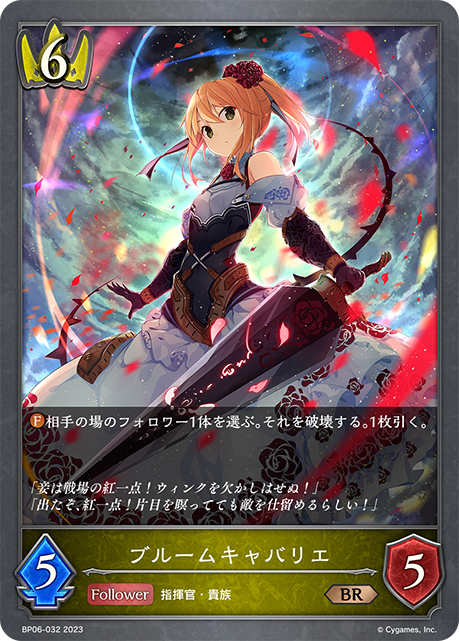 6
F相手の場のフォロワー1体を選ぶ。それを破壊する。1枚引く。
「妾は戦場の紅一点！ウィンクを欠かしはせぬ！」
「出たぞ、紅一点！片目を瞑ってても敵を仕留めるらしい！」
ブルームキャバリエ
5
Follower 指揮官・貴族 BR
5
BP06-032 2023
© Cygames, Inc.